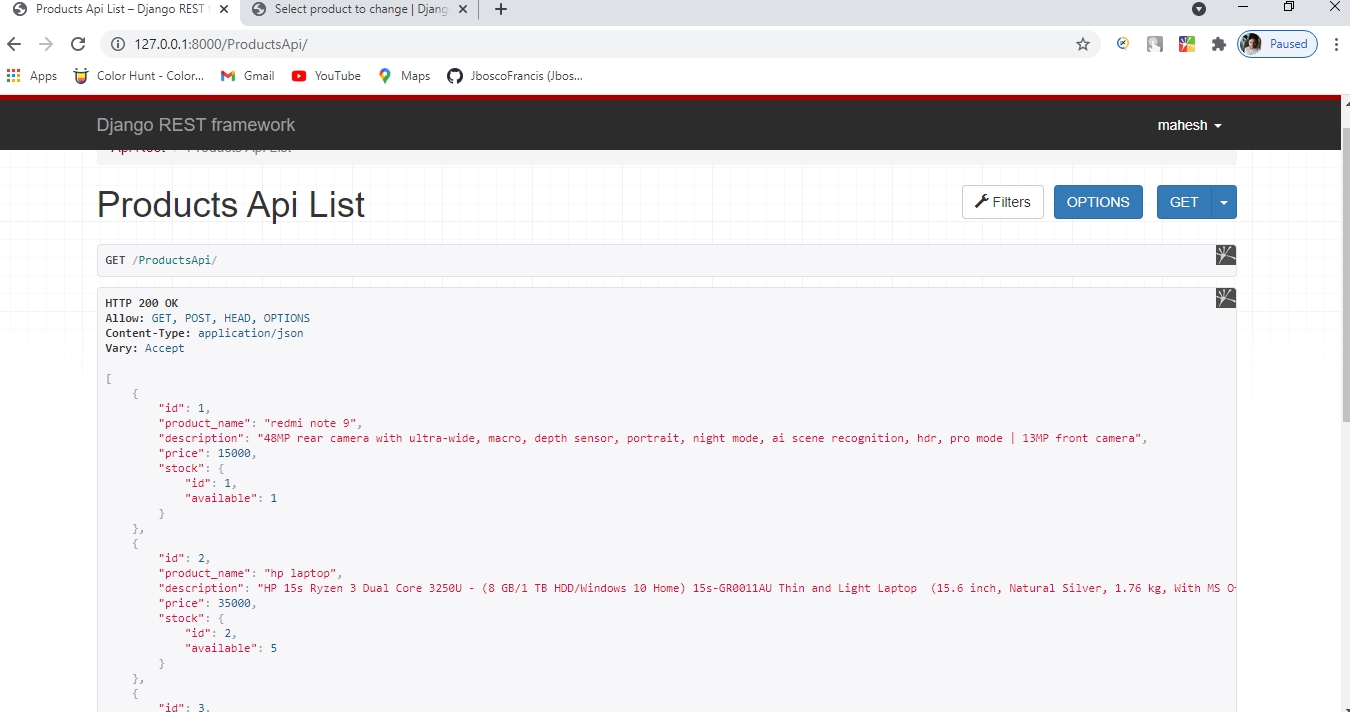 Products Api List – Django REST
Select product to change | Djang
127.0.0.1:8000/ProductsApi/
Paused
Apps
Color Hunt - Color...
Gmail
YouTube
Maps
JboscoFrancis (Jbos...
Django REST framework
mahesh
Api Root / Products Api List
Products Api List
Filters
OPTIONS
GET
GET /ProductsApi/
HTTP 200 OK
Allow: GET, POST, HEAD, OPTIONS
Content-Type: application/json
Vary: Accept
[
{
"id": 1,
"product_name": "redmi note 9",
"description": "48MP rear camera with ultra-wide, macro, depth sensor, portrait, night mode, ai scene recognition, hdr, pro mode | 13MP front camera",
"price": 15000,
"stock": {
"id": 1,
"available": 1
}
},
{
"id": 2,
"product_name": "hp laptop",
"description": "HP 15s Ryzen 3 Dual Core 3250U - (8 GB/1 TB HDD/Windows 10 Home) 15s-GR0011AU Thin and Light Laptop  (15.6 inch, Natural Silver, 1.76 kg, With MS
"price": 35000,
"stock": {
"id": 2,
"available": 5
}
},
{
"id": 3,